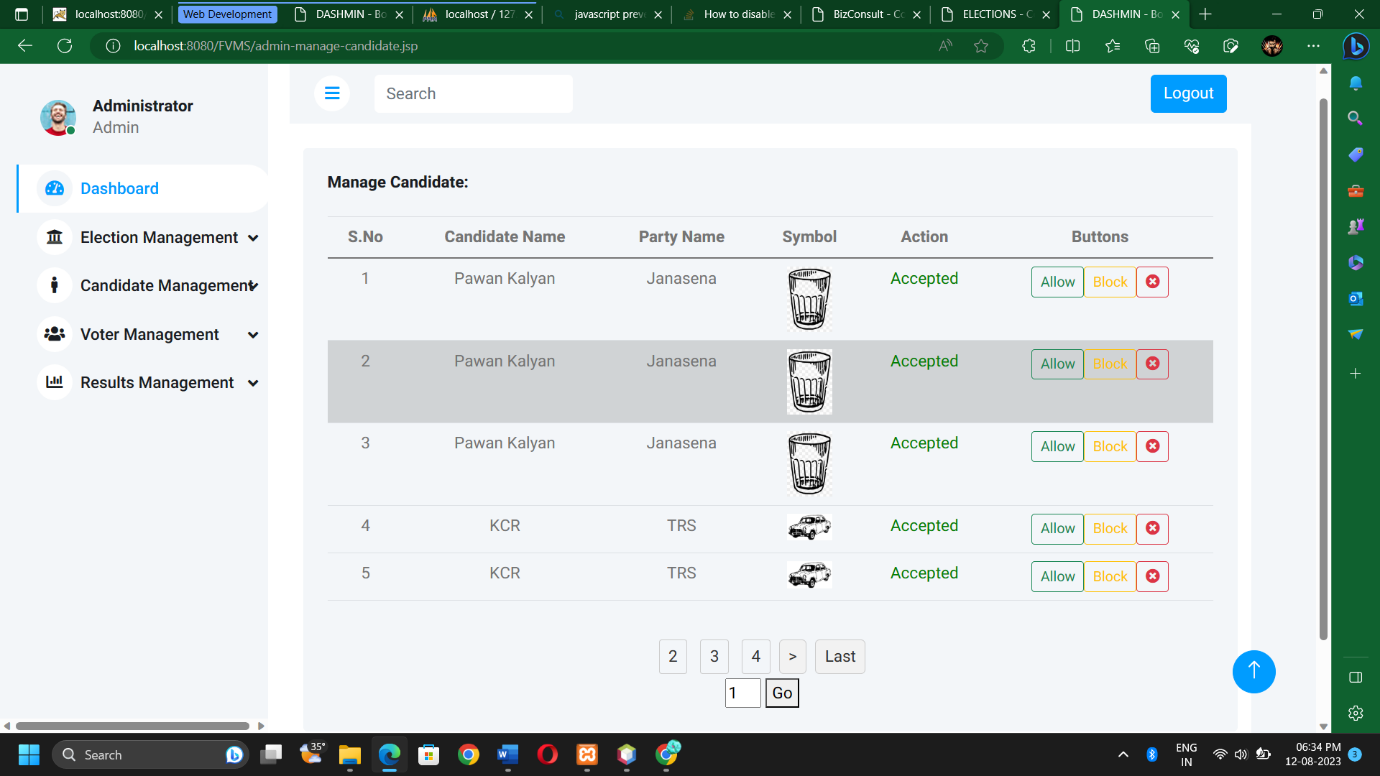 localhost:8080/
Web Development
DASHMIN - Bo
localhost / 127
javascript prev
How to disable
BizConsult - Co
ELECTIONS - C
DASHMIN - Bo
localhost:8080/FVMS/admin-manage-candidate.jsp
Administrator
Admin
Search
Logout
Dashboard
Election Management
Candidate Management
Voter Management
Results Management
Manage Candidate:
S.No Candidate Name Party Name Symbol Action Buttons
1 Pawan Kalyan Janasena Accepted Allow Block
2 Pawan Kalyan Janasena Accepted Allow Block
3 Pawan Kalyan Janasena Accepted Allow Block
4 KCR TRS Accepted Allow Block
5 KCR TRS Accepted Allow Block
2 3 4 > Last
1 Go
Search
35°
ENG
IN
06:34 PM
12-08-2023
3